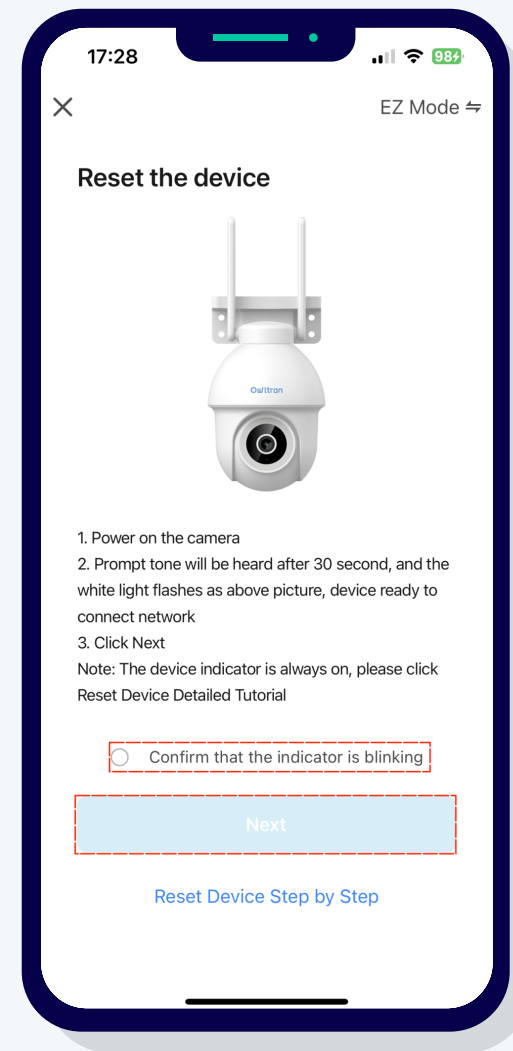 17:28
98
EZ Mode
Reset the device
Owltron
1. Power on the camera
2. Prompt tone will be heard after 30 second, and the
white light flashes as above picture, device ready to
connect network
3. Click Next
Note: The device indicator is always on, please click
Reset Device Detailed Tutorial
Confirm that the indicator is blinking
Next
Reset Device Step by Step